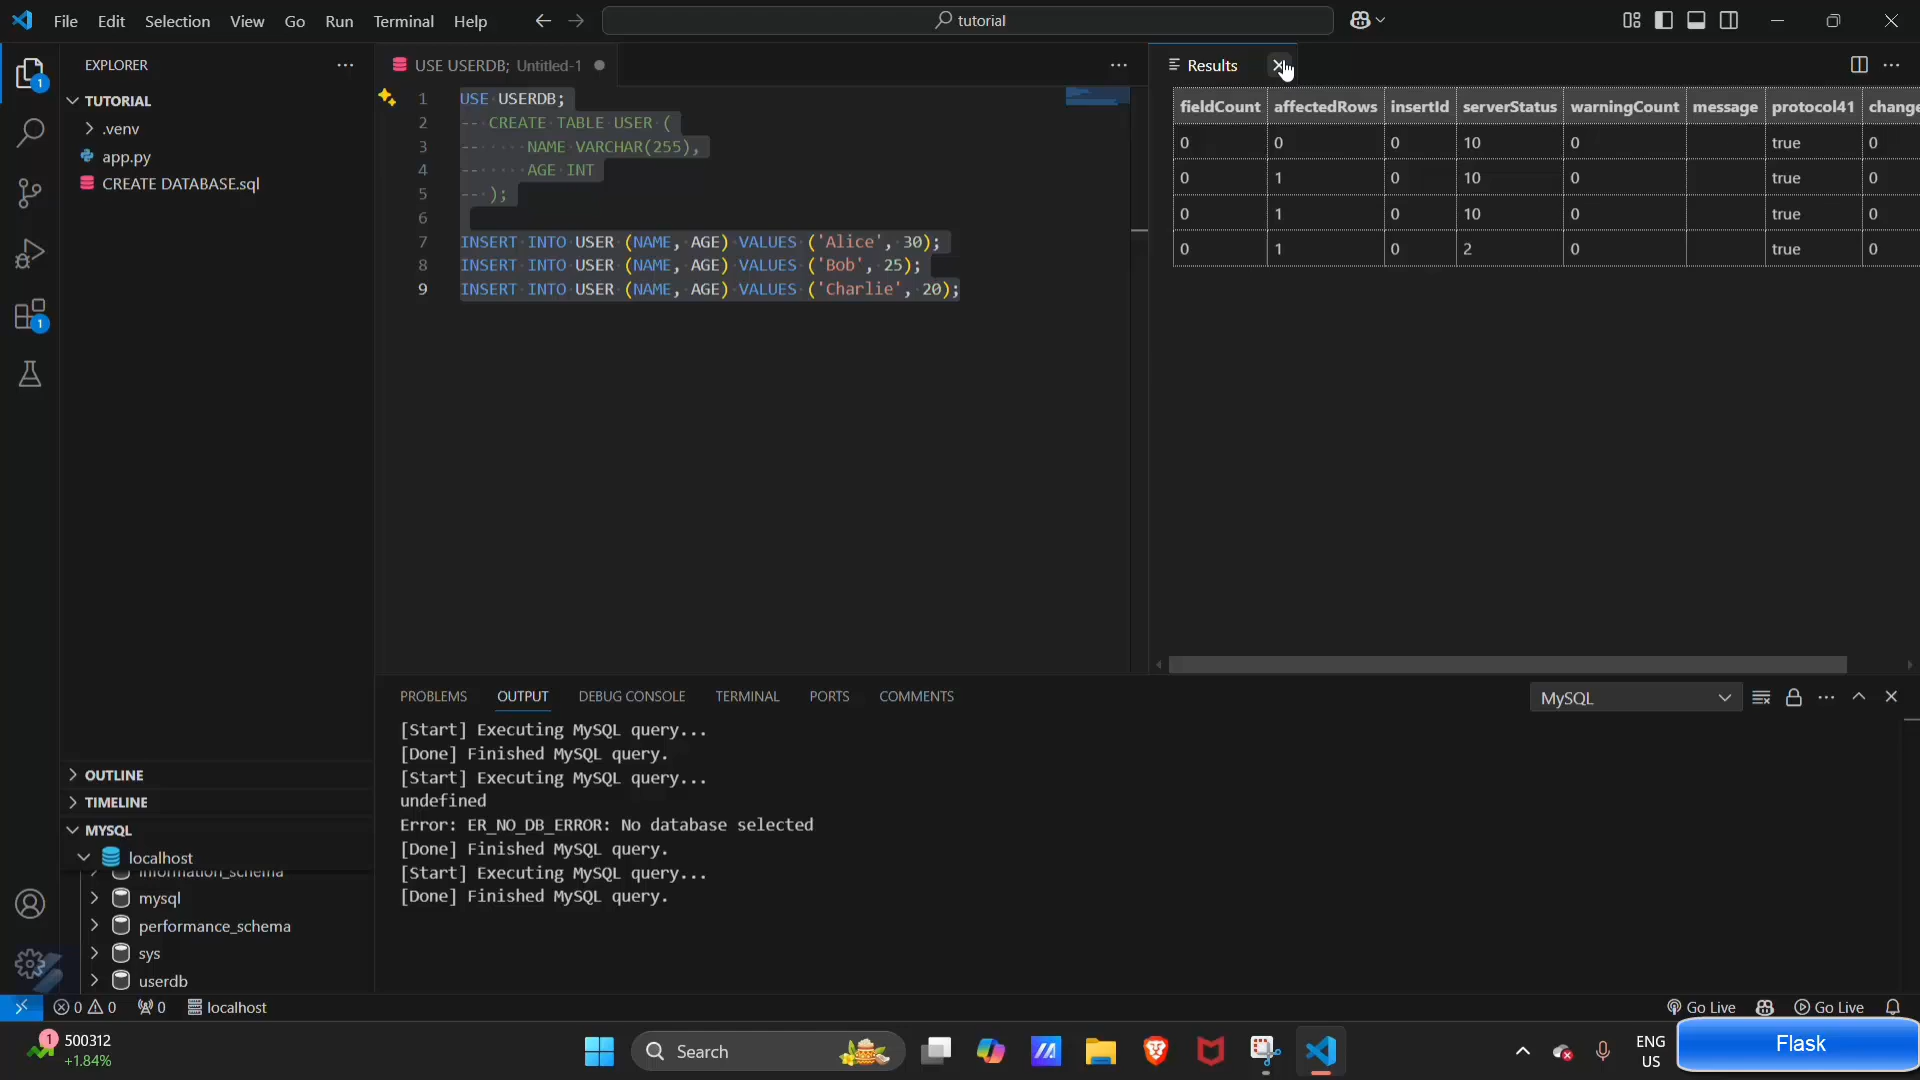 File Edit Selection View Go Run Terminal Help
tutorial
EXPLORER
TUTORIAL
.venv
app.py
CREATE DATABASE.sql
OUTLINE
TIMELINE
MYSQL
localhost
information_schema
mysql
performance_schema
sys
userdb
1
1
USE USERDB; Untitled-1
1 USE USERDB;
2 -- CREATE TABLE USER (
3 -- NAME VARCHAR(255),
4 -- AGE INT
5 -- );
6
7 INSERT INTO USER (NAME, AGE) VALUES ('Alice', 30);
8 INSERT INTO USER (NAME, AGE) VALUES ('Bob', 25);
9 INSERT INTO USER (NAME, AGE) VALUES ('Charlie', 20);
Results
fieldCount affectedRows insertId serverStatus warningCount message protocol41 change
0 0 0 10 0 true 0
0 1 0 10 0 true 0
0 1 0 10 0 true 0
0 1 0 2 0 true 0
PROBLEMS OUTPUT DEBUG CONSOLE TERMINAL PORTS COMMENTS
MySQL
[Start] Executing MySQL query...
[Done] Finished MySQL query.
[Start] Executing MySQL query...
undefined
Error: ER_NO_DB_ERROR: No database selected
[Done] Finished MySQL query.
[Start] Executing MySQL query...
[Done] Finished MySQL query.
0 0 0 localhost
Go Live Go Live
1
500312
+1.84%
Search
ENG
US
Flask